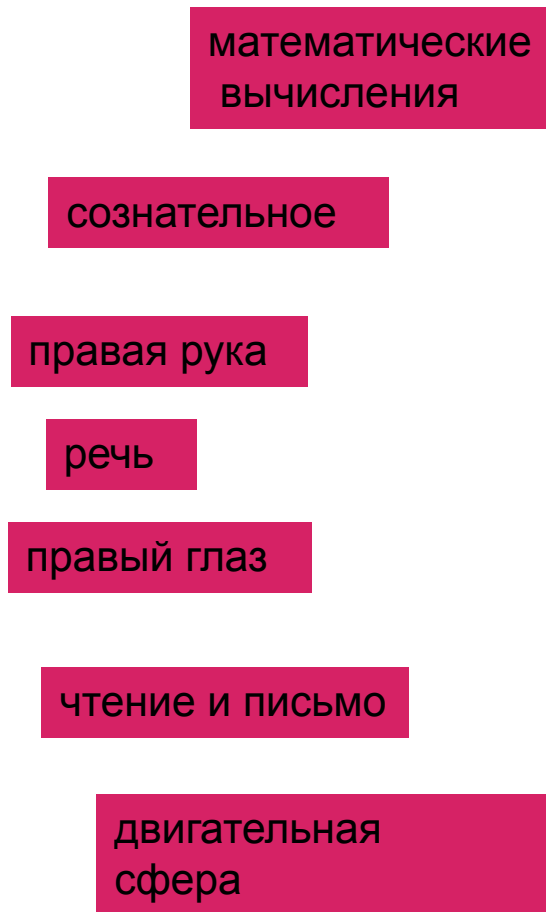 математические
вычисления
сознательное
правая рука
речь
правый глаз
чтение и письмо
двигательная
сфера